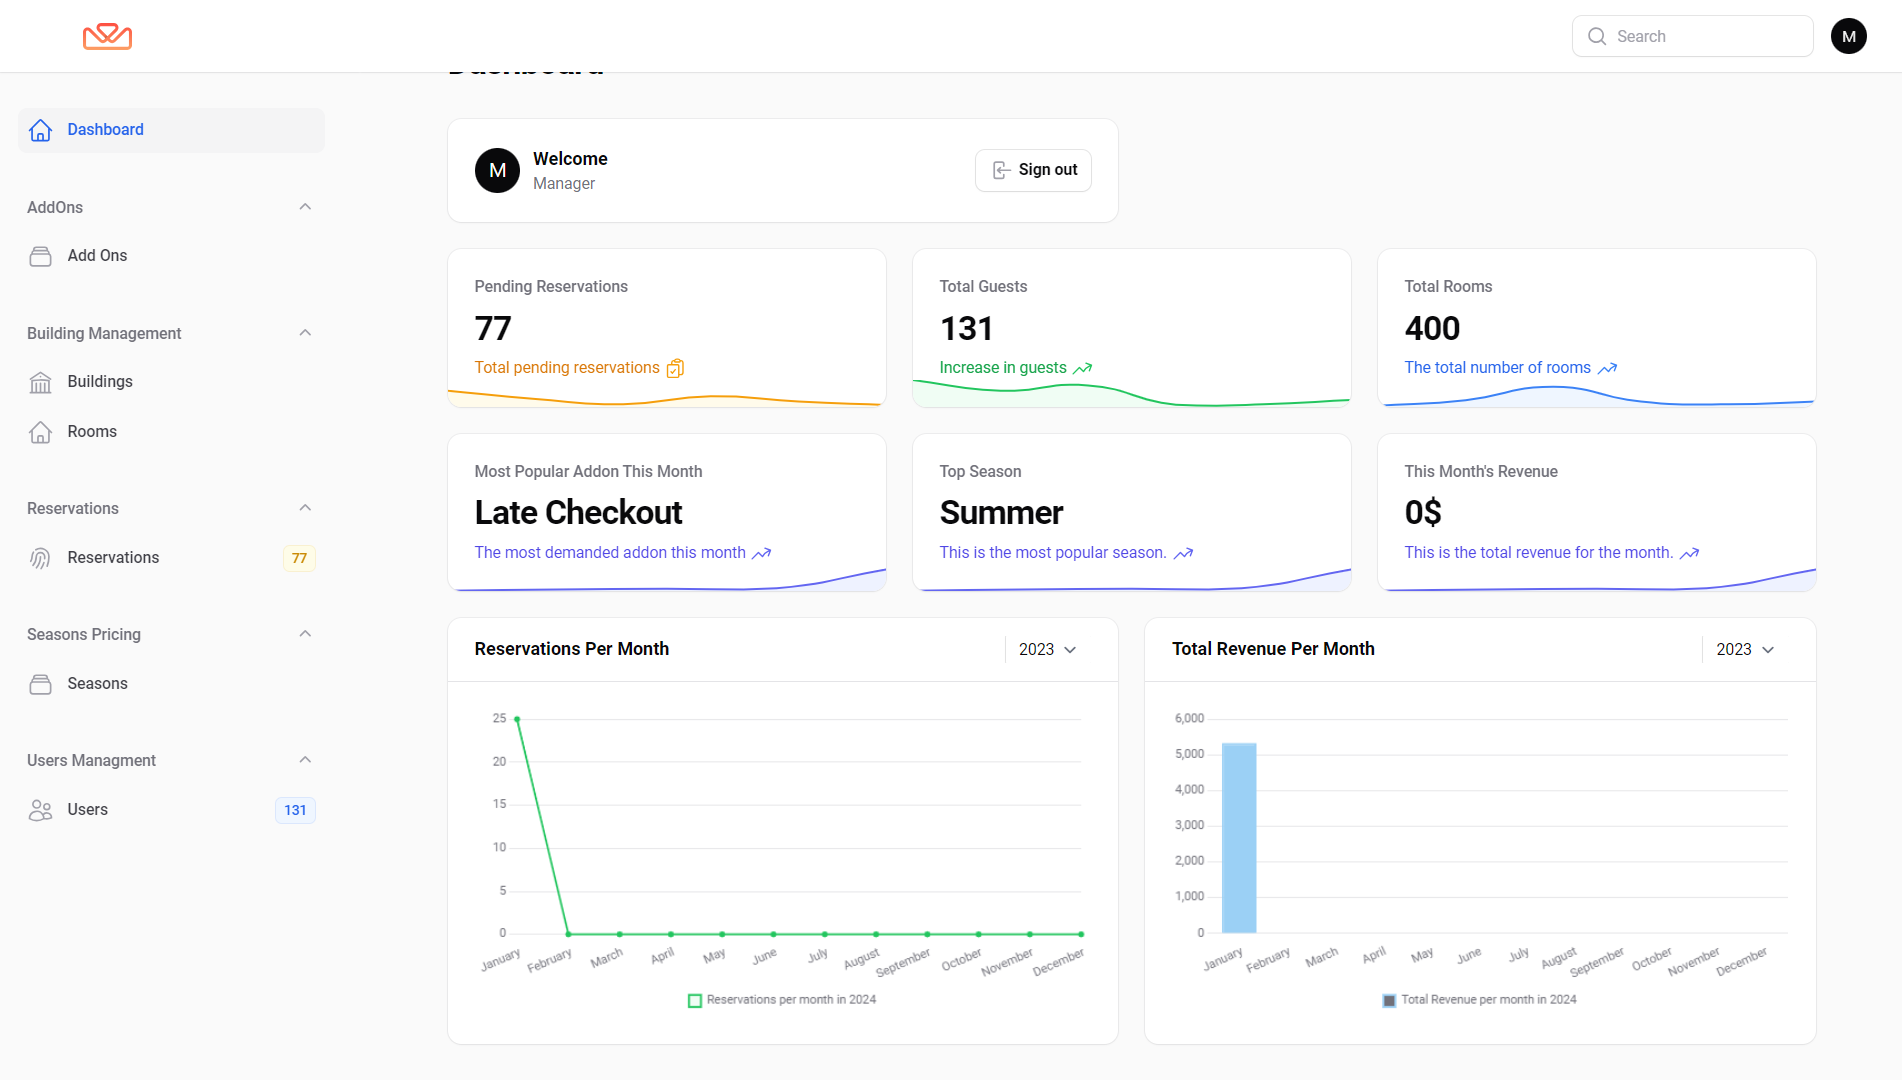 Search
M
Dashboard
Dashboard
AddOns
Add Ons
Building Management
Buildings
Rooms
Reservations
Reservations
77
Seasons Pricing
Seasons
Users Managment
Users
131
M
Welcome
Manager
Sign out
Pending Reservations
77
Total pending reservations
Total Guests
131
Increase in guests
Total Rooms
400
The total number of rooms
Most Popular Addon This Month
Late Checkout
The most demanded addon this month
Top Season
Summer
This is the most popular season.
This Month's Revenue
0$
This is the total revenue for the month.
Reservations Per Month
2023
25
20
15
10
5
0
January February March April May June July August September October November December
Reservations per month in 2024
Total Revenue Per Month
2023
6,000
5,000
4,000
3,000
2,000
1,000
0
January February March April May June July August September October November December
Total Revenue per month in 2024